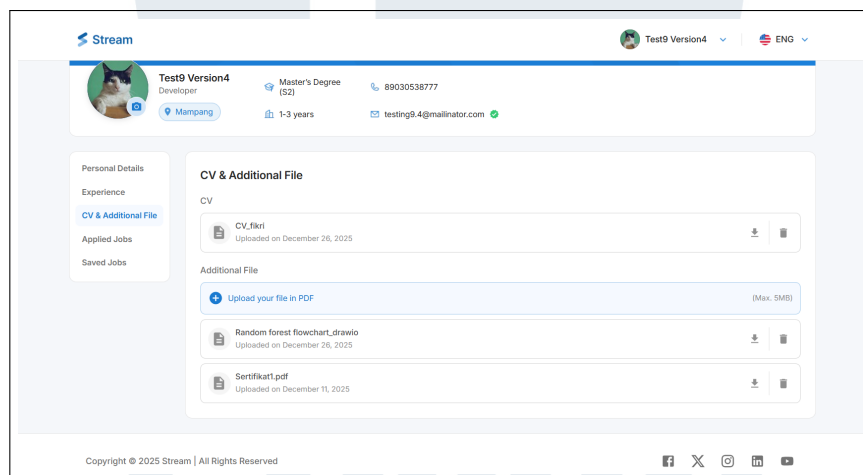 Stream
Test9 Version4
ENG
Test9 Version4
Developer
Mampang
Master's Degree
(S2)
1-3 years
89030538777
testing9.4@mailinator.com
Personal Details
Experience
CV & Additional File
Applied Jobs
Saved Jobs
CV & Additional File
CV
CV_fikri
Uploaded on December 26, 2025
Additional File
Upload your file in PDF
(Max. 5MB)
Random forest flowchart_drawio
Uploaded on December 26, 2025
Sertifikat1.pdf
Uploaded on December 11, 2025
Copyright © 2025 Stream | All Rights Reserved